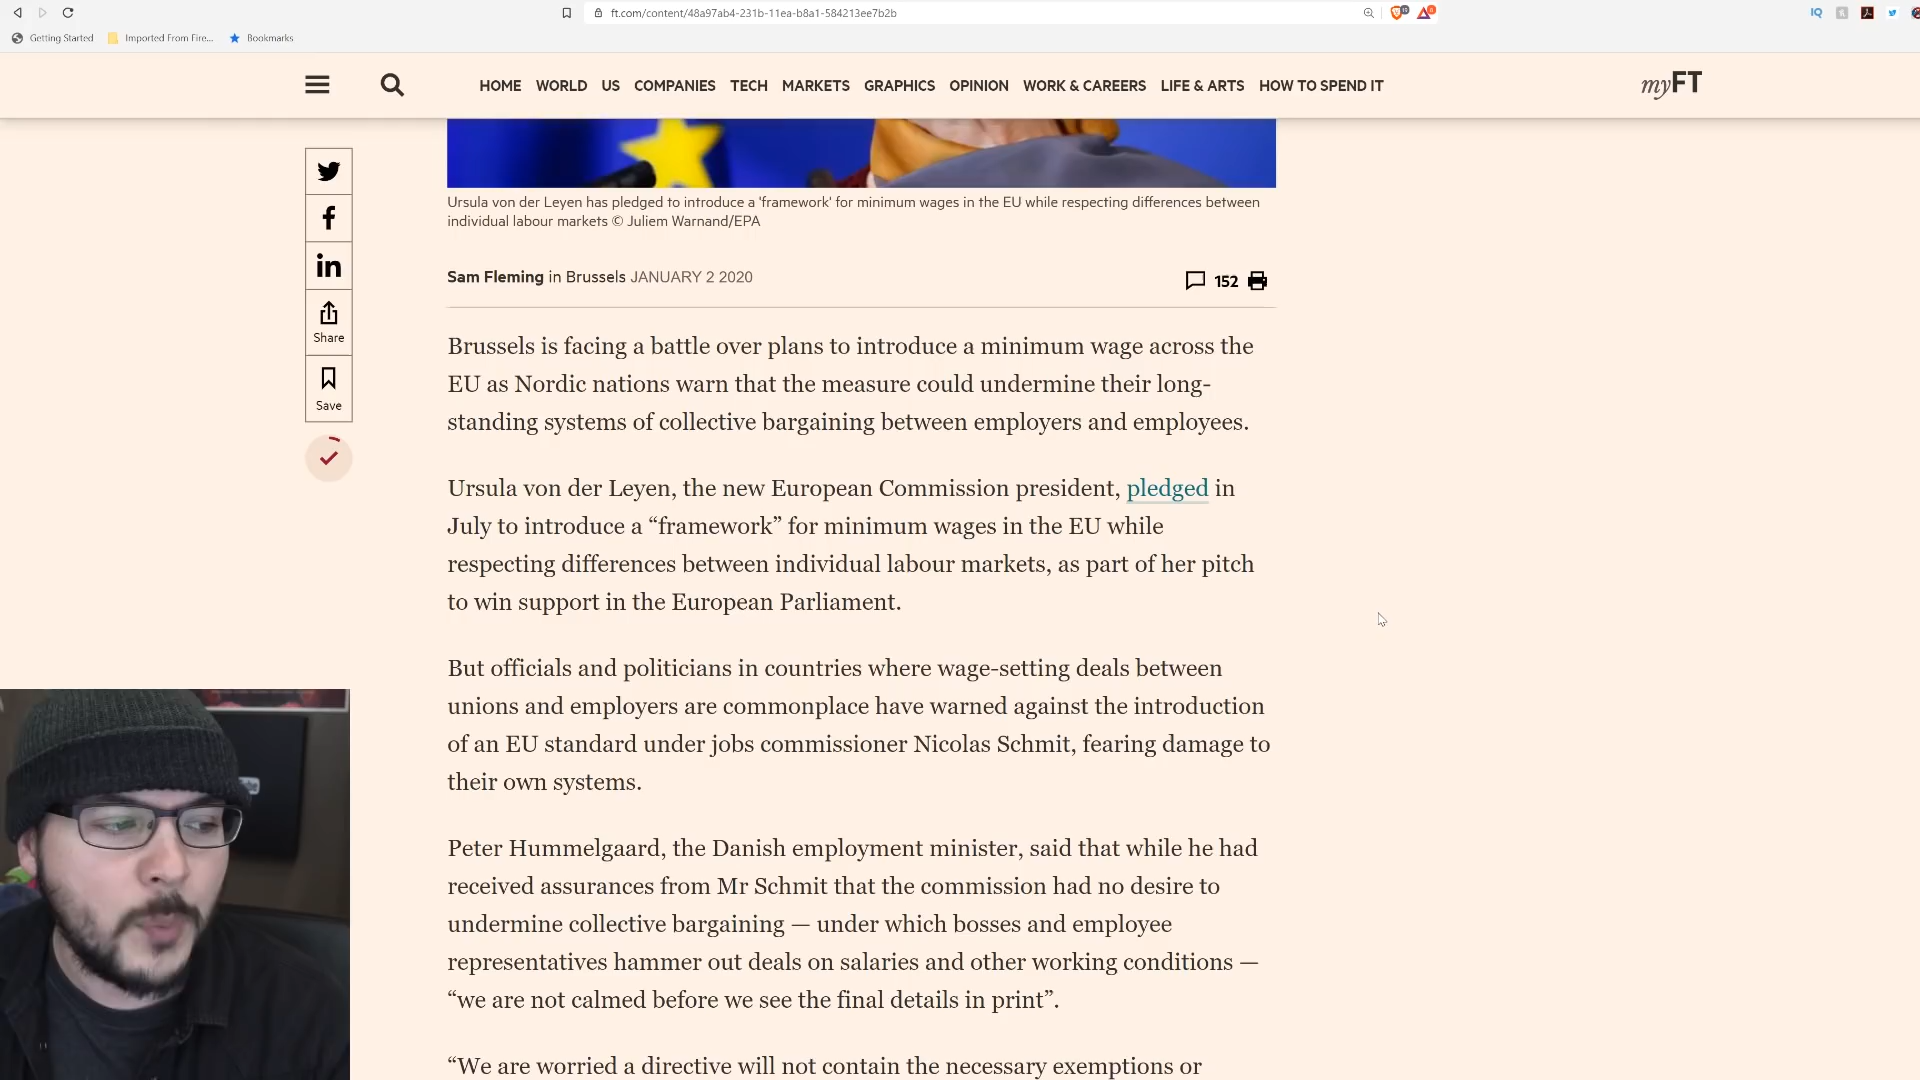 ft.com/content/48a97ab4-231b-11ea-b8a1-584213ee7b2b
Getting Started
Imported From Fire...
Bookmarks
HOME WORLD US COMPANIES TECH MARKETS GRAPHICS OPINION WORK & CAREERS LIFE & ARTS HOW TO SPEND IT
myFT
Ursula von der Leyen has pledged to introduce a 'framework' for minimum wages in the EU while respecting differences between
individual labour markets © Juliem Warnand/EPA
Sam Fleming in Brussels JANUARY 2 2020
152
Share
Save
Brussels is facing a battle over plans to introduce a minimum wage across the
EU as Nordic nations warn that the measure could undermine their long-
standing systems of collective bargaining between employers and employees.
Ursula von der Leyen, the new European Commission president, pledged in
July to introduce a “framework” for minimum wages in the EU while
respecting differences between individual labour markets, as part of her pitch
to win support in the European Parliament.
But officials and politicians in countries where wage-setting deals between
unions and employers are commonplace have warned against the introduction
of an EU standard under jobs commissioner Nicolas Schmit, fearing damage to
their own systems.
Peter Hummelgaard, the Danish employment minister, said that while he had
received assurances from Mr Schmit that the commission had no desire to
undermine collective bargaining — under which bosses and employee
representatives hammer out deals on salaries and other working conditions —
“we are not calmed before we see the final details in print”.
“We are worried a directive will not contain the necessary exemptions or